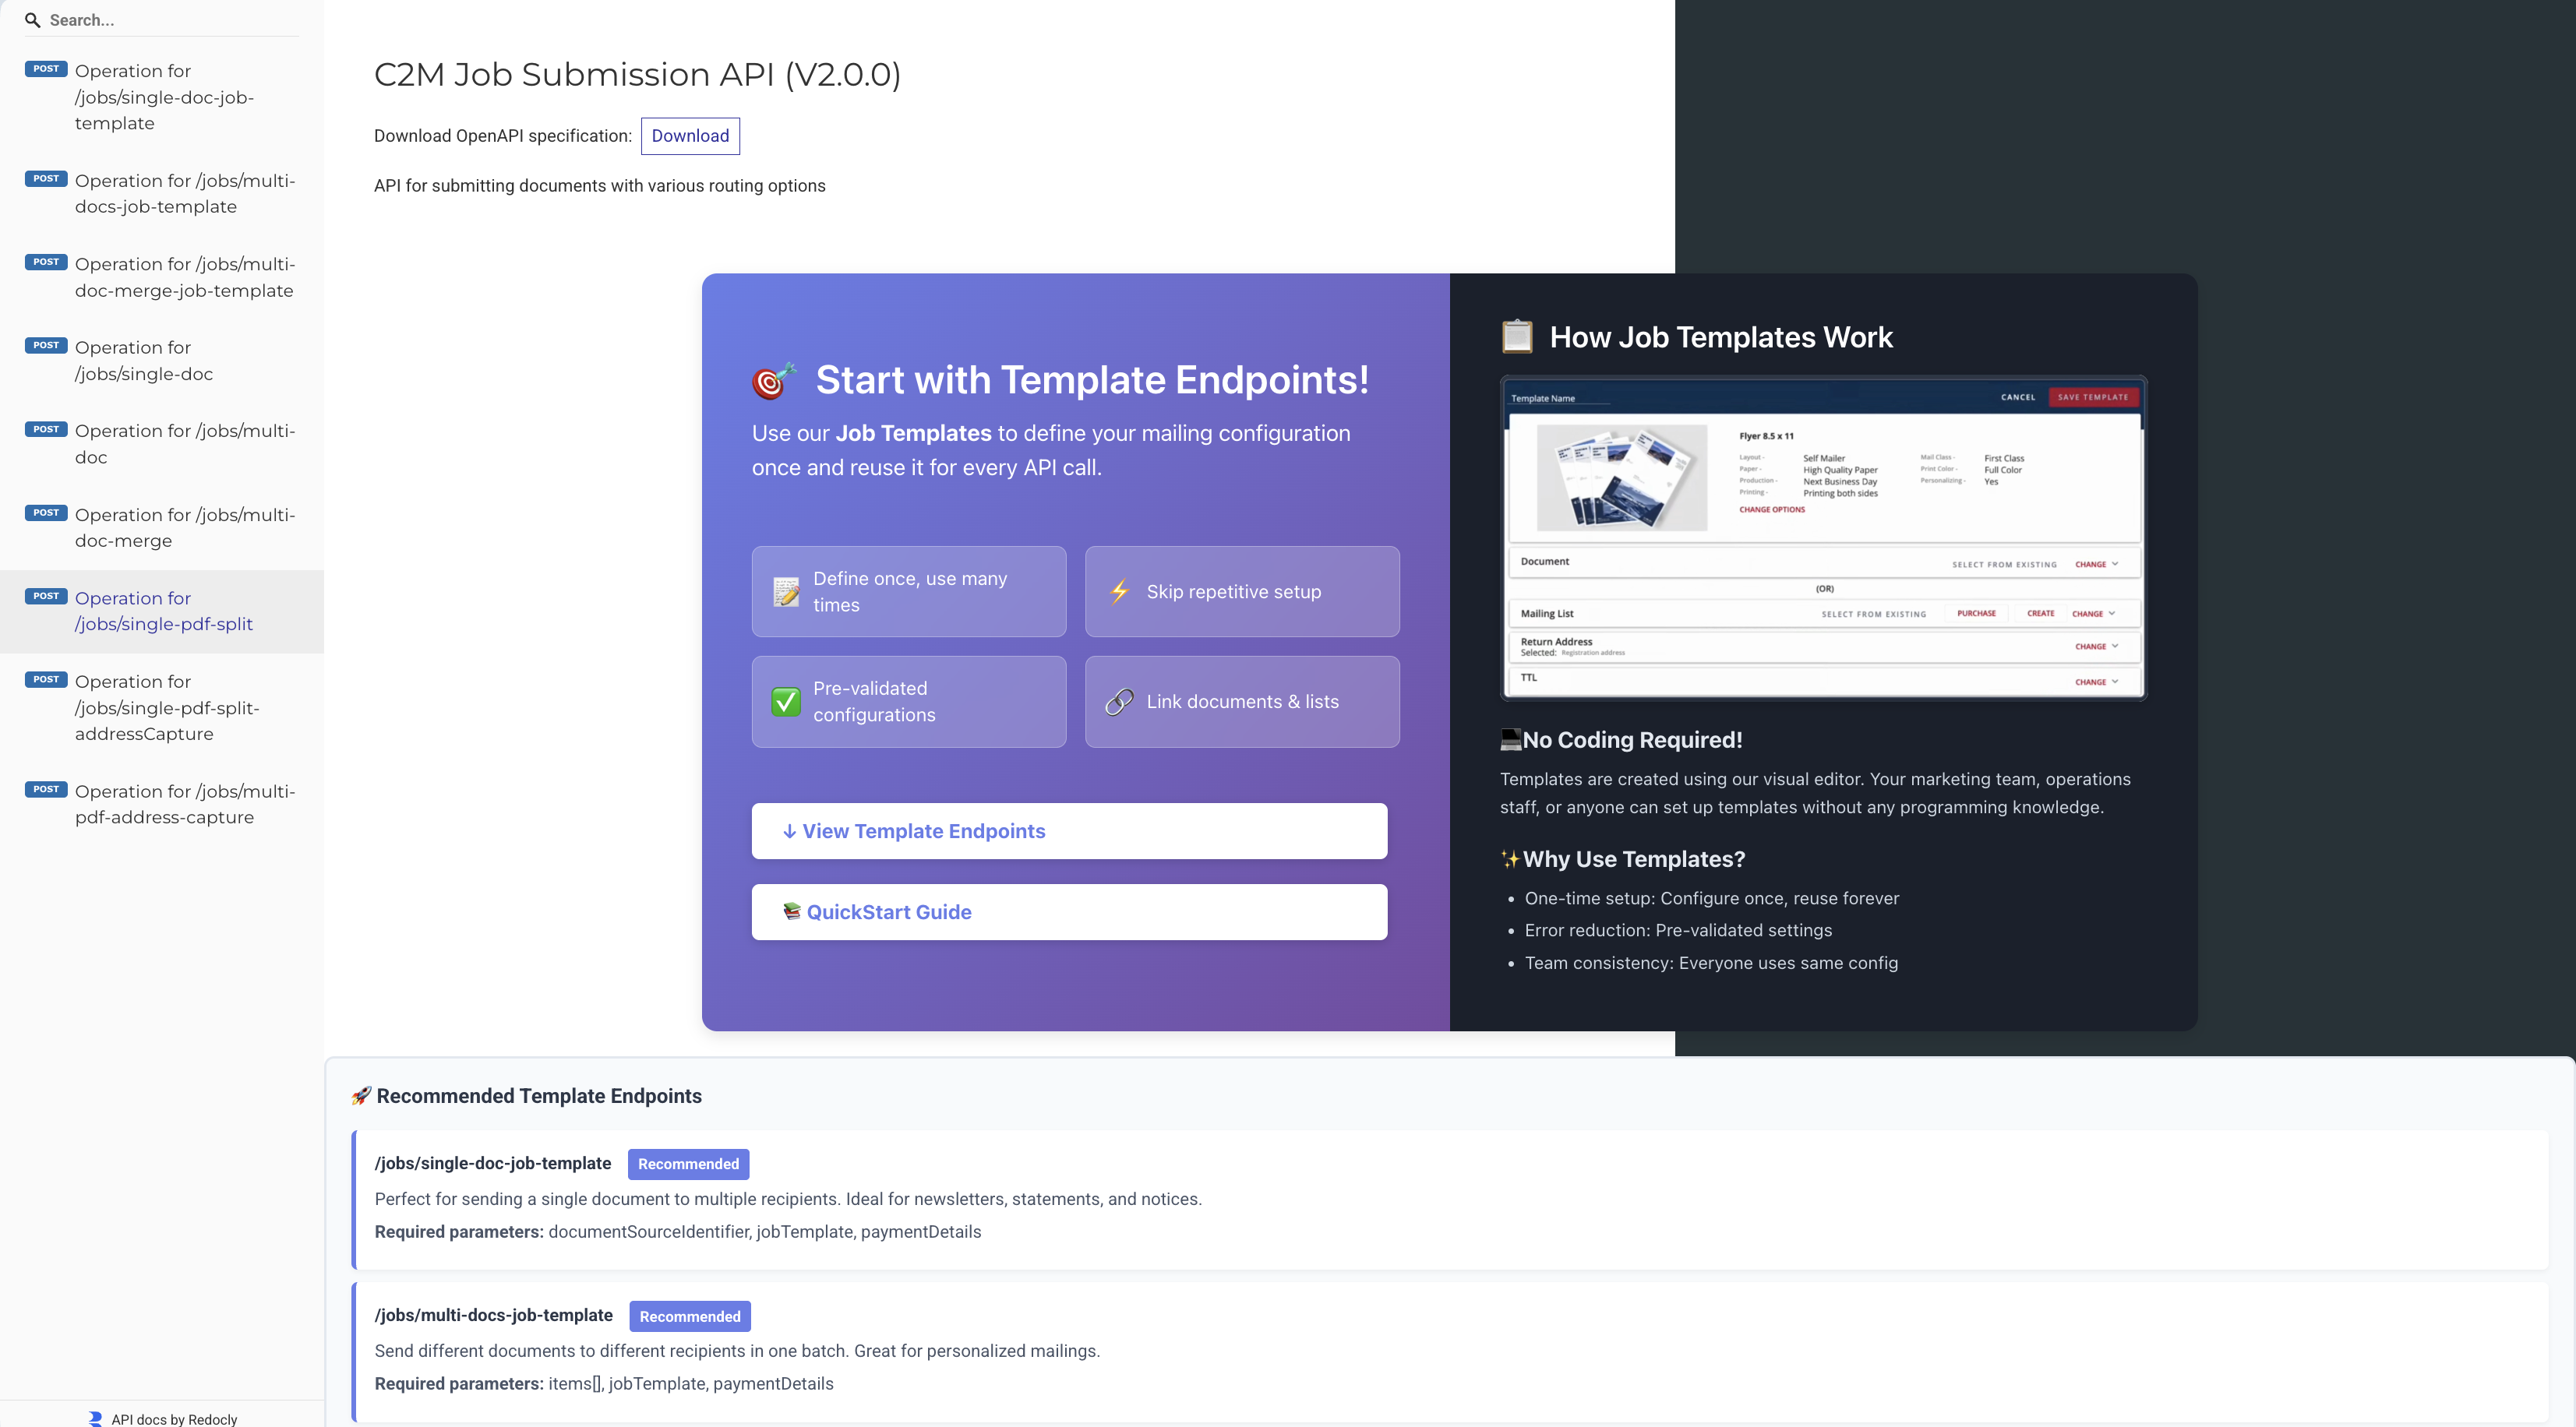 Search...
POST Operation for
/jobs/single-doc-job-
template
POST Operation for /jobs/multi-
docs-job-template
POST Operation for /jobs/multi-
doc-merge-job-template
POST Operation for
/jobs/single-doc
POST Operation for /jobs/multi-
doc
POST Operation for /jobs/multi-
doc-merge
POST Operation for
/jobs/single-pdf-split
POST Operation for
/jobs/single-pdf-split-
addressCapture
POST Operation for /jobs/multi-
pdf-address-capture
API docs by Redocly
C2M Job Submission API (V2.0.0)
Download OpenAPI specification: Download
API for submitting documents with various routing options
🎯 Start with Template Endpoints!
Use our Job Templates to define your mailing configuration
once and reuse it for every API call.
📝 Define once, use many
times
⚡ Skip repetitive setup
✅ Pre-validated
configurations
🔗 Link documents & lists
↓ View Template Endpoints
📚 QuickStart Guide
📋 How Job Templates Work
Template Name CANCEL SAVE TEMPLATE
Flyer 8.5 x 11
Layout - Self Mailer Mail Class - First Class
Paper - High Quality Paper Print Color - Full Color
Production - Next Business Day Personalizing - Yes
Printing - Printing both sides
CHANGE OPTIONS
Document SELECT FROM EXISTING CHANGE
(OR)
Mailing List SELECT FROM EXISTING PURCHASE CREATE CHANGE
Return Address
Selected: Registration address CHANGE
TTL CHANGE
💻No Coding Required!
Templates are created using our visual editor. Your marketing team, operations
staff, or anyone can set up templates without any programming knowledge.
✨Why Use Templates?
• One-time setup: Configure once, reuse forever
• Error reduction: Pre-validated settings
• Team consistency: Everyone uses same config
🚀 Recommended Template Endpoints
/jobs/single-doc-job-template Recommended
Perfect for sending a single document to multiple recipients. Ideal for newsletters, statements, and notices.
Required parameters: documentSourceIdentifier, jobTemplate, paymentDetails
/jobs/multi-docs-job-template Recommended
Send different documents to different recipients in one batch. Great for personalized mailings.
Required parameters: items[], jobTemplate, paymentDetails